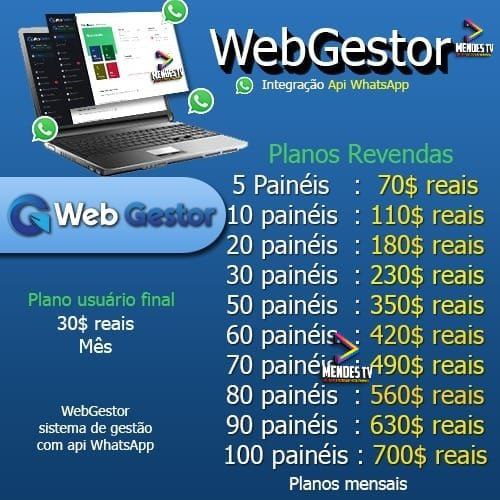 WebGestor
MENDES TV
Integração Api WhatsApp
MENDES TV
Planos Revendas
5 Painéis : 70$ reais
10 painéis : 110$ reais
20 painéis : 180$ reais
30 painéis : 230$ reais
50 painéis : 350$ reais
60 painéis : 420$ reais
70 painéis : 490$ reais
80 painéis : 560$ reais
90 painéis : 630$ reais
100 painéis : 700$ reais
Planos mensais
MENDES TV
Web Gestor
Plano usuário final
30$ reais
Mês
WebGestor
sistema de gestão
com api WhatsApp